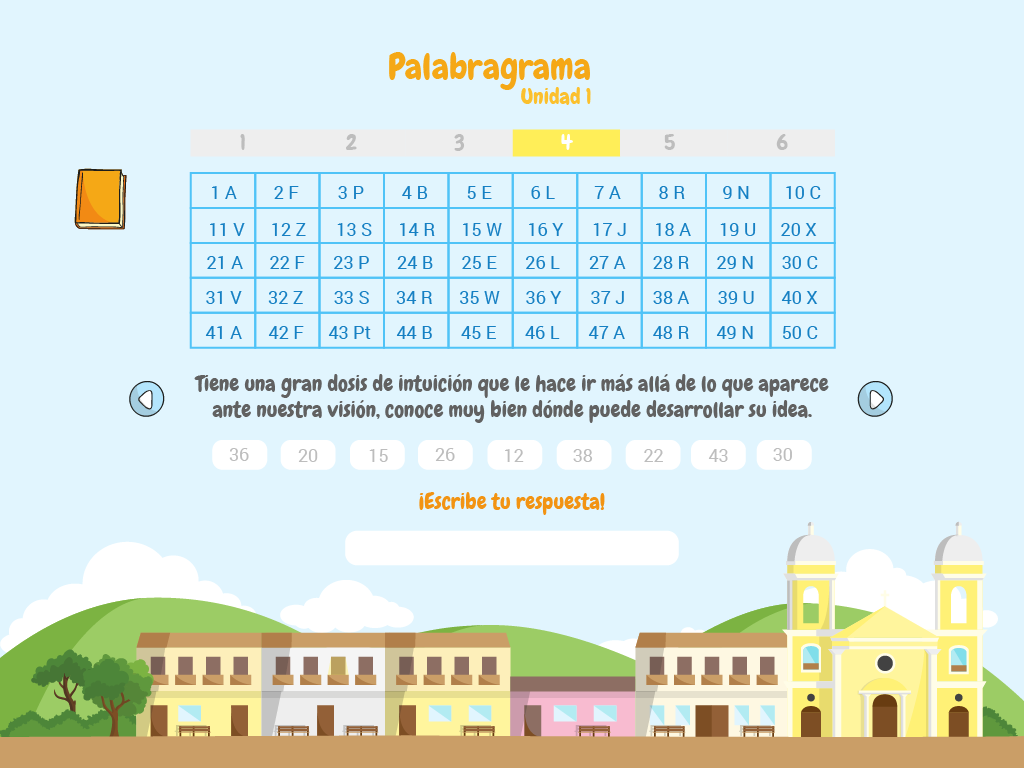 Palabragrama
Unidad 1
1 2 3 4 5 6
1 A 2 F 3 P 4 B 5 E 6 L 7 A 8 R 9 N 10 C
11 V 12 Z 13 S 14 R 15 W 16 Y 17 J 18 A 19 U 20 X
21 A 22 F 23 P 24 B 25 E 26 L 27 A 28 R 29 N 30 C
31 V 32 Z 33 S 34 R 35 W 36 Y 37 J 38 A 39 U 40 X
41 A 42 F 43 Pt 44 B 45 E 46 L 47 A 48 R 49 N 50 C
Tiene una gran dosis de intuición que le hace ir más allá de lo que aparece
ante nuestra visión, conoce muy bien dónde puede desarrollar su idea.
36 20 15 26 12 38 22 43 30
¡Escribe tu respuesta!